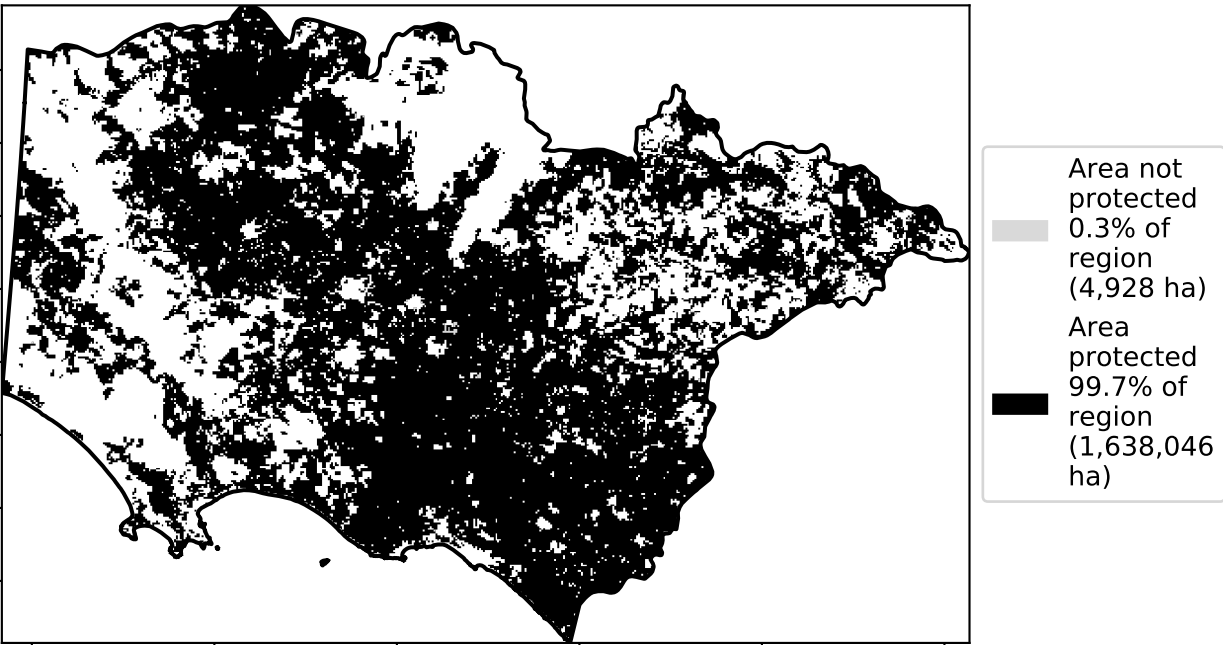 Area not
protected
0.3% of
region
(4,928 ha)
Area
protected
99.7% of
region
(1,638,046
ha)